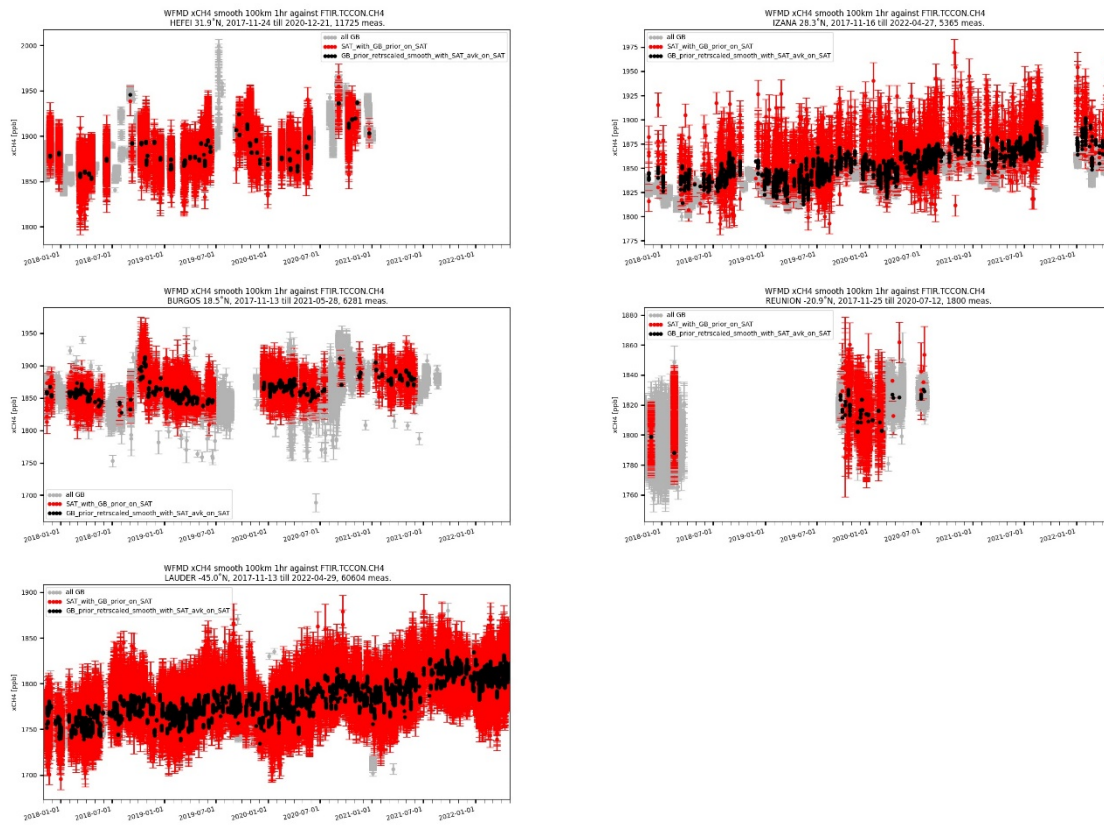 WFMD xCH4 smooth 100km 1hr against FTIR.TCCON.CH4
HEFEI 31.9°N, 2017-11-24 till 2020-12-21, 11725 meas.
all GB
SAT_with_GB_prior_on_SAT
GB_prior_retrscaled_smooth_with_SAT_avk_on_SAT
xCH4 [ppb]
2000
1950
1900
1850
1800
2018-01-01 2018-07-01 2019-01-01 2019-07-01 2020-01-01 2020-07-01 2021-01-01 2021-07-01 2022-01-01
WFMD xCH4 smooth 100km 1hr against FTIR.TCCON.CH4
IZANA 28.3°N, 2017-11-16 till 2022-04-27, 5365 meas.
all GB
SAT_with_GB_prior_on_SAT
GB_prior_retrscaled_smooth_with_SAT_avk_on_SAT
xCH4 [ppb]
1975
1950
1925
1900
1875
1850
1825
1800
1775
2018-01-01 2018-07-01 2019-01-01 2019-07-01 2020-01-01 2020-07-01 2021-01-01 2021-07-01 2022-01-01
WFMD xCH4 smooth 100km 1hr against FTIR.TCCON.CH4
BURGOS 18.5°N, 2017-11-13 till 2021-05-28, 6281 meas.
xCH4 [ppb]
1950
1900
1850
1800
1750
1700
all GB
SAT_with_GB_prior_on_SAT
GB_prior_retrscaled_smooth_with_SAT_avk_on_SAT
2018-01-01 2018-07-01 2019-01-01 2019-07-01 2020-01-01 2020-07-01 2021-01-01 2021-07-01 2022-01-01
WFMD xCH4 smooth 100km 1hr against FTIR.TCCON.CH4
REUNION -20.9°N, 2017-11-25 till 2020-07-12, 1800 meas.
all GB
SAT_with_GB_prior_on_SAT
GB_prior_retrscaled_smooth_with_SAT_avk_on_SAT
xCH4 [ppb]
1880
1860
1840
1820
1800
1780
1760
2018-01-01 2018-07-01 2019-01-01 2019-07-01 2020-01-01 2020-07-01 2021-01-01 2021-07-01 2022-01-01
WFMD xCH4 smooth 100km 1hr against FTIR.TCCON.CH4
LAUDER -45.0°N, 2017-11-13 till 2022-04-29, 60604 meas.
all GB
SAT_with_GB_prior_on_SAT
GB_prior_retrscaled_smooth_with_SAT_avk_on_SAT
xCH4 [ppb]
1900
1850
1800
1750
1700
2018-01-01 2018-07-01 2019-01-01 2019-07-01 2020-01-01 2020-07-01 2021-01-01 2021-07-01 2022-01-01